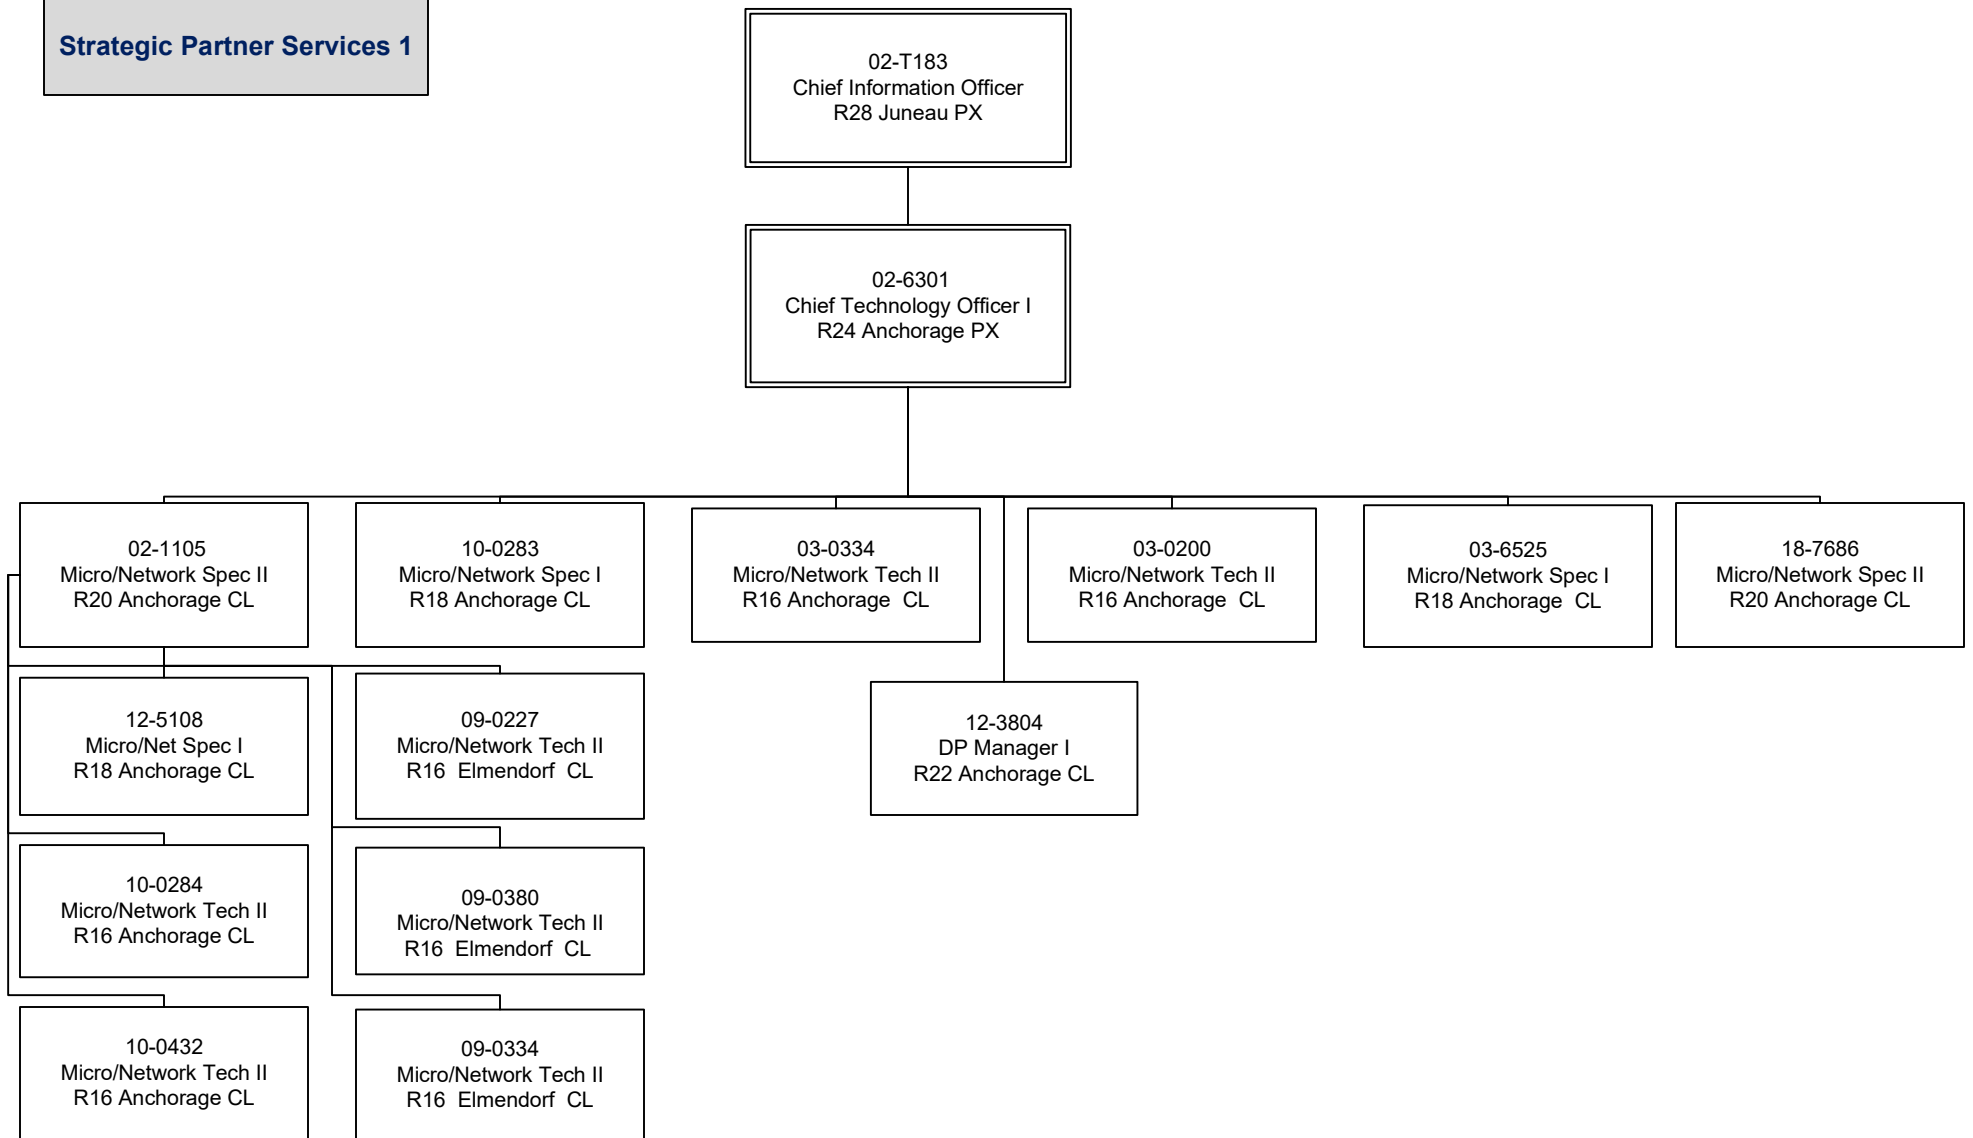 Strategic Partner Services 1
02-T183
Chief Information Officer
R28 Juneau PX
02-6301
Chief Technology Officer I
R24 Anchorage PX
02-1105
Micro/Network Spec II
R20 Anchorage CL
10-0283
Micro/Network Spec I
R18 Anchorage CL
03-0334
Micro/Network Tech II
R16 Anchorage  CL
03-0200
Micro/Network Tech II
R16 Anchorage  CL
03-6525
Micro/Network Spec I
R18 Anchorage  CL
18-7686
Micro/Network Spec II
R20 Anchorage CL
12-5108
Micro/Net Spec I
R18 Anchorage CL
09-0227
Micro/Network Tech II
R16  Elmendorf  CL
12-3804
DP Manager I
R22 Anchorage CL
10-0284
Micro/Network Tech II
R16 Anchorage CL
09-0380
Micro/Network Tech II
R16  Elmendorf  CL
10-0432
Micro/Network Tech II
R16 Anchorage CL
09-0334
Micro/Network Tech II
R16  Elmendorf  CL